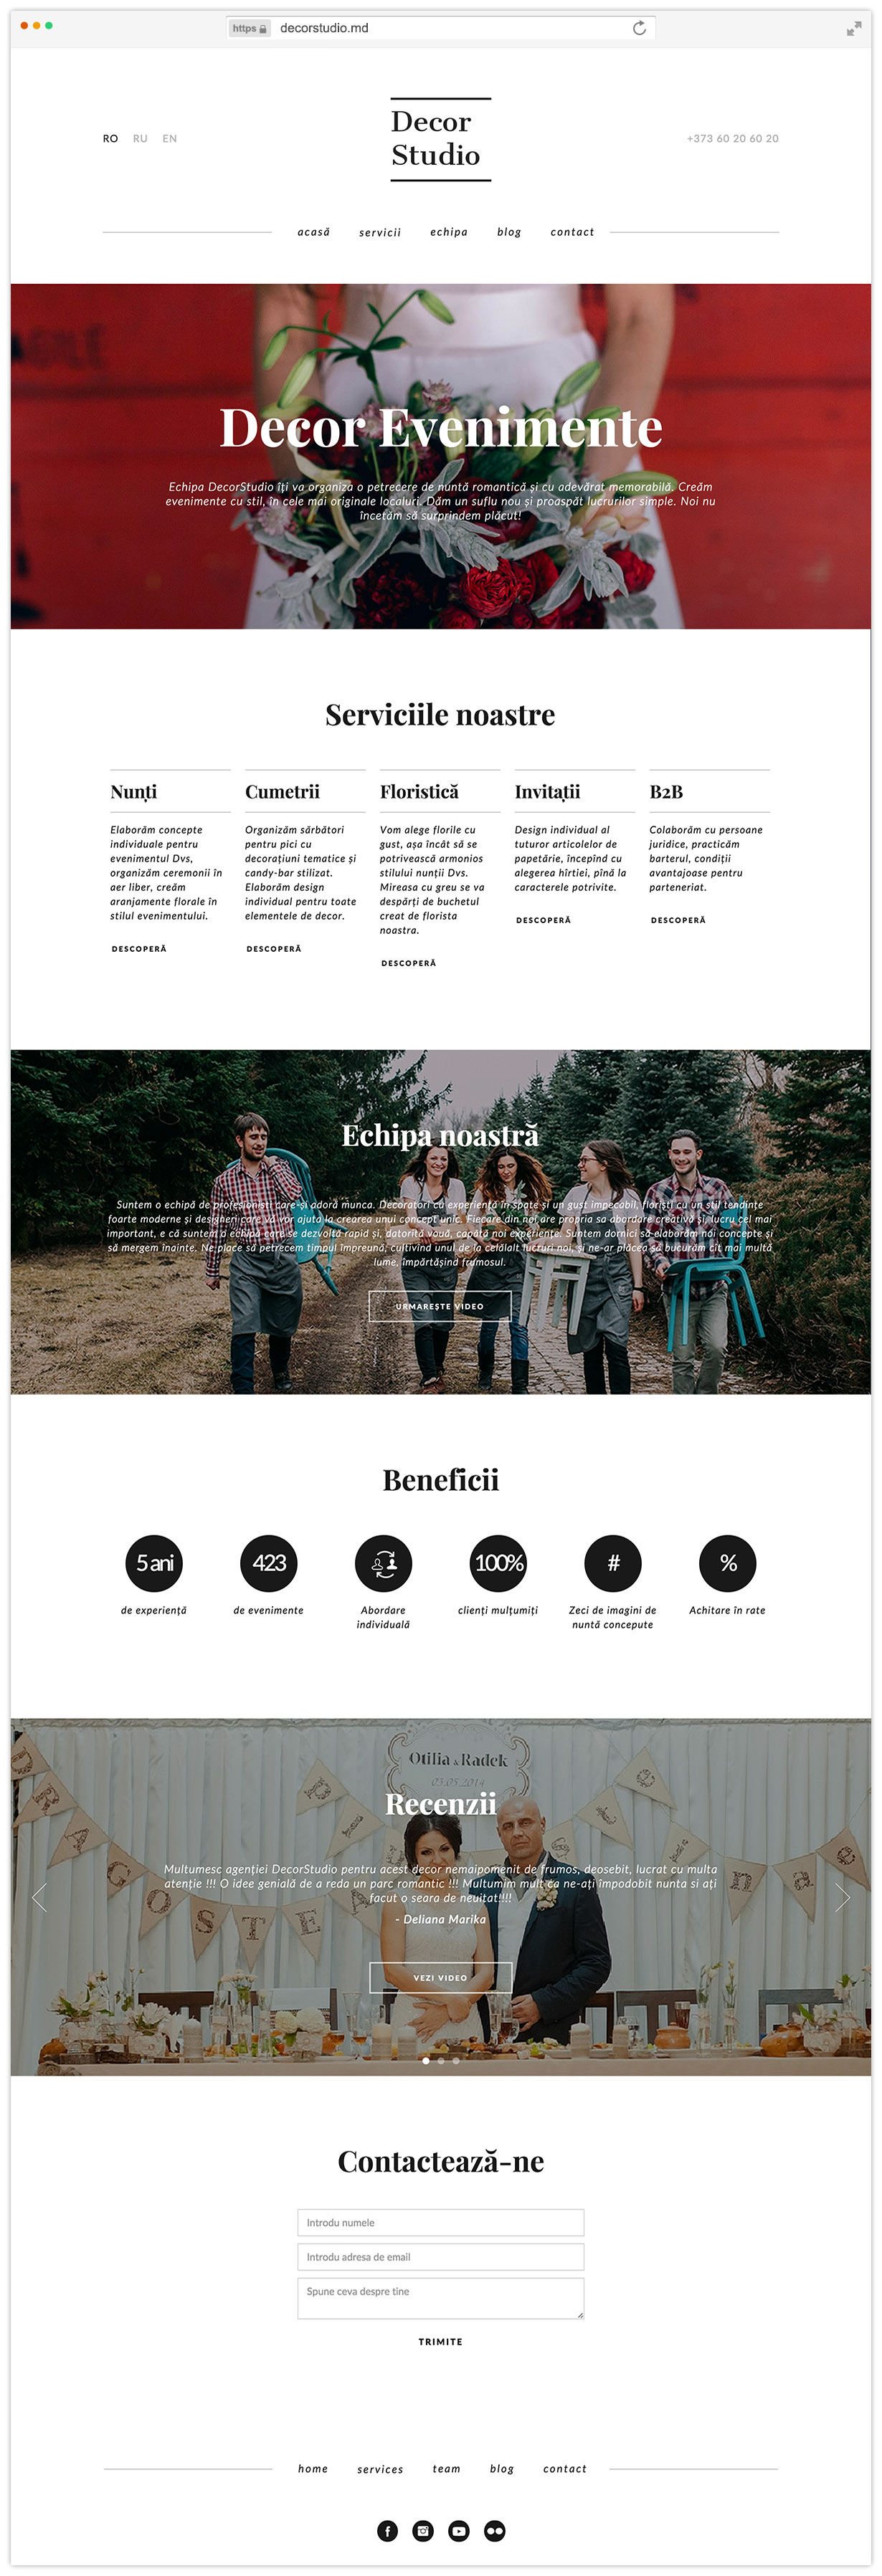 https decorstudio.md
Decor
Studio
RO RU EN
+373 60 20 60 20
acasă servicii echipa blog contact
Decor Evenimente
Echipa DecorStudio îți va organiza o petrecere de nuntă romantică și cu adevărat memorabilă. Creăm
evenimente cu stil, în cele mai originale localuri. Dăm un suflu nou și proaspăt lucrurilor simple. Noi nu
încetăm să surprindem plăcut!
Serviciile noastre
Nunți
Elaborăm concepte
individuale pentru
evenimentul Dvs,
organizăm ceremonii în
aer liber, creăm
aranjamente florale în
stilul evenimentului.
DESCOPERĂ
Cumetrii
Organizăm sărbători
pentru pici cu
decorațiuni tematice și
candy-bar stilizat.
Elaborăm design
individual pentru toate
elementele de decor.
DESCOPERĂ
Floristică
Vom alege florile cu
gust, așa încât să se
potrivească armonios
stilului nunții Dvs.
Mireasa cu greu se va
despărți de buchetul
creat de florista
noastra.
DESCOPERĂ
Invitații
Design individual al
tuturor articolelor de
papetărie, începînd cu
alegerea hîrtiei, pînă la
caracterele potrivite.
DESCOPERĂ
B2B
Colaborăm cu persoane
juridice, practicăm
barterul, condiții
avantajoase pentru
parteneriat.
DESCOPERĂ
Echipa noastră
Suntem o echipă de profesioniști care-și adoră munca. Decoratori cu experiență în spate și un gust impecabil, floriști cu un stil tendințe
foarte moderne și designeri care vă vor ajuta la crearea unui concept unic. Fiecare din noi are propria sa abordare creativă și, lucru cel mai
important, e că suntem o echipă care se dezvoltă rapid și, datorită vouă, capătă noi experiențe. Suntem dornici să elaborăm noi concepte și
să mergem înainte. Ne place să petrecem timpul împreună, cultivînd unul de la celălalt lucruri noi, și ne-ar plăcea să bucurăm cît mai multă
lume, împărtășind frumosul.
URMAREȘTE VIDEO
Beneficii
5 ani 423 100% # %
de experiență de evenimente Abordare clienți mulțumiți Zeci de imagini de Achitare în rate
individuală nuntă concepute
Otilia & Radek
03.05.2014
Recenzii
Multumesc agenției DecorStudio pentru acest decor nemaipomenit de frumos, deosebit, lucrat cu multa
atenție !!! O idee genială de a reda un parc romantic !!! Multumim mult ca ne-ați împodobit nunta si ați
facut o seara de neuitat!!!!
- Deliana Marika
VEZI VIDEO
Contactează-ne
Introdu numele
Introdu adresa de email
Spune ceva despre tine
TRIMITE
home services team blog contact